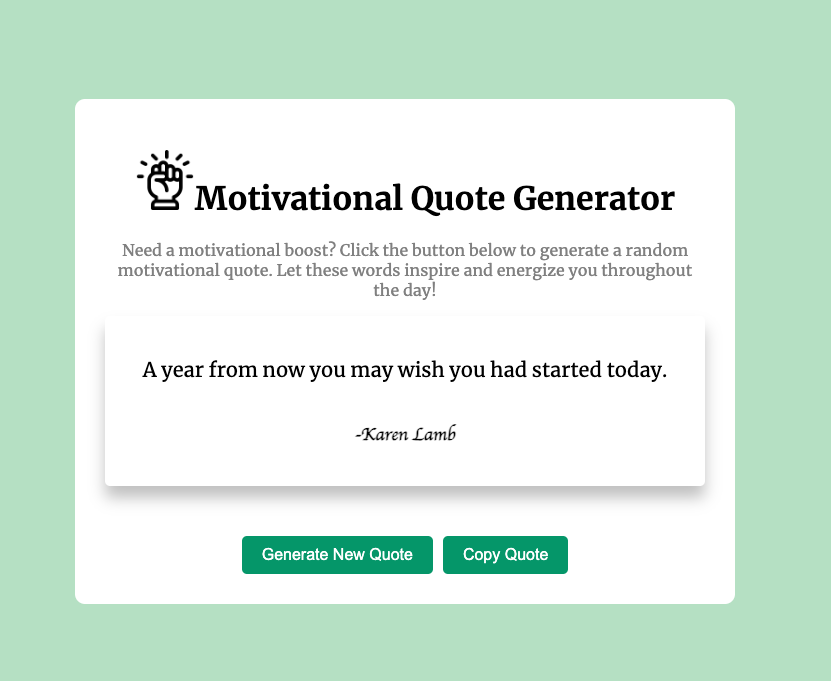 Motivational Quote Generator
Need a motivational boost? Click the button below to generate a random
motivational quote. Let these words inspire and energize you throughout
the day!
A year from now you may wish you had started today.
-Karen Lamb
Generate New Quote
Copy Quote